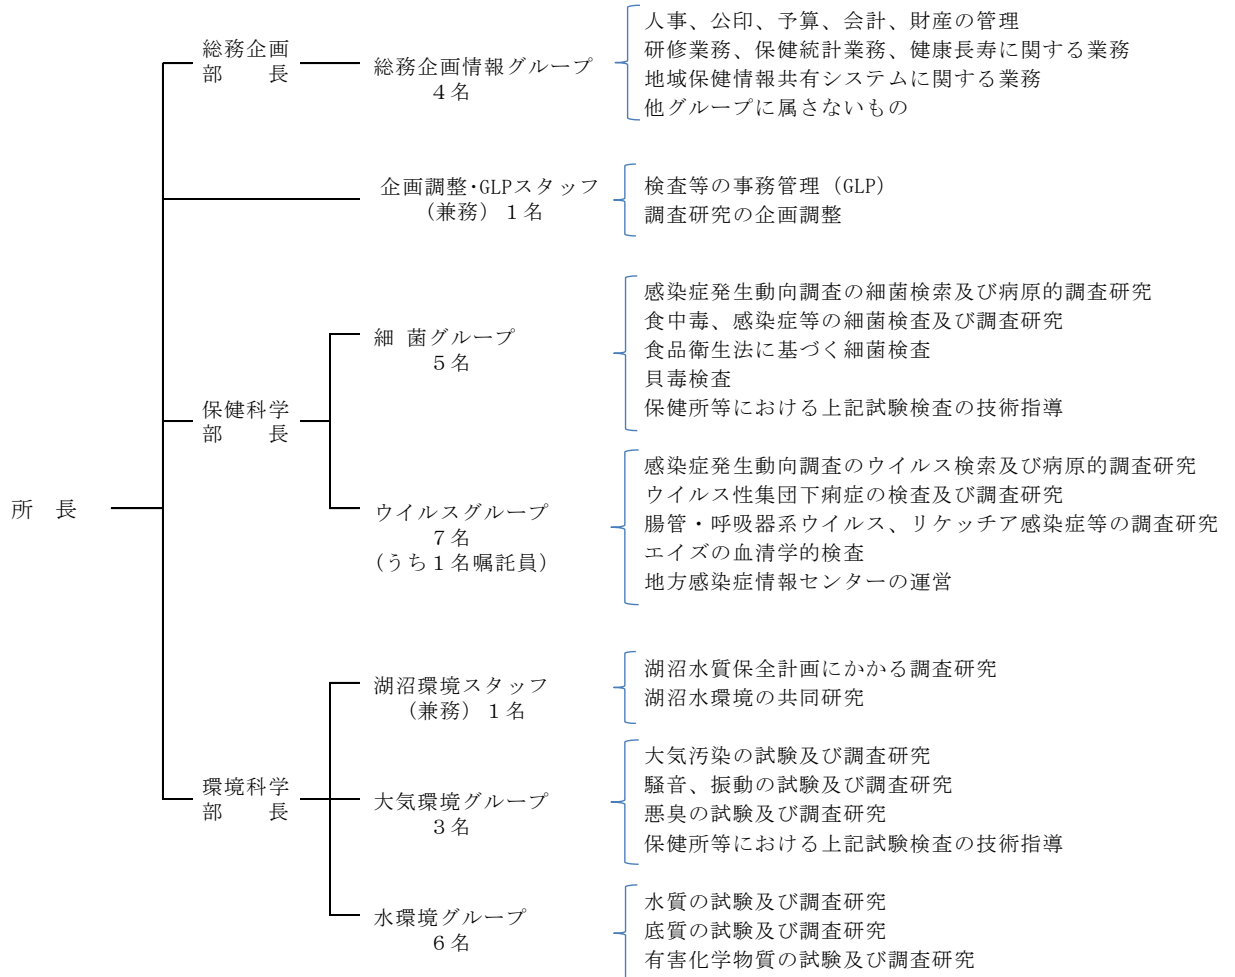 総務企画
部　　長
総務企画情報グループ
４名
人事、公印、予算、会計、財産の管理
研修業務、保健統計業務、健康長寿に関する業務
地域保健情報共有システムに関する業務
他グループに属さないもの
企画調整・GLPスタッフ
（兼務）１名
検査等の事務管理（GLP）
調査研究の企画調整
細 菌グループ
５名
感染症発生動向調査の細菌検索及び病原的調査研究
食中毒、感染症等の細菌検査及び調査研究
食品衛生法に基づく細菌検査
貝毒検査
保健所等における上記試験検査の技術指導
保健科学
部　　長
所　長
ウイルスグループ
７名
（うち１名嘱託員）
感染症発生動向調査のウイルス検索及び病原的調査研究
ウイルス性集団下痢症の検査及び調査研究
腸管・呼吸器系ウイルス、リケッチア感染症等の調査研究
エイズの血清学的検査
地方感染症情報センターの運営
湖沼環境スタッフ
（兼務）１名
湖沼水質保全計画にかかる調査研究
湖沼水環境の共同研究
環境科学
部　　長
大気環境グループ
３名
大気汚染の試験及び調査研究
騒音、振動の試験及び調査研究
悪臭の試験及び調査研究
保健所等における上記試験検査の技術指導
水環境グループ
６名
水質の試験及び調査研究
底質の試験及び調査研究
有害化学物質の試験及び調査研究